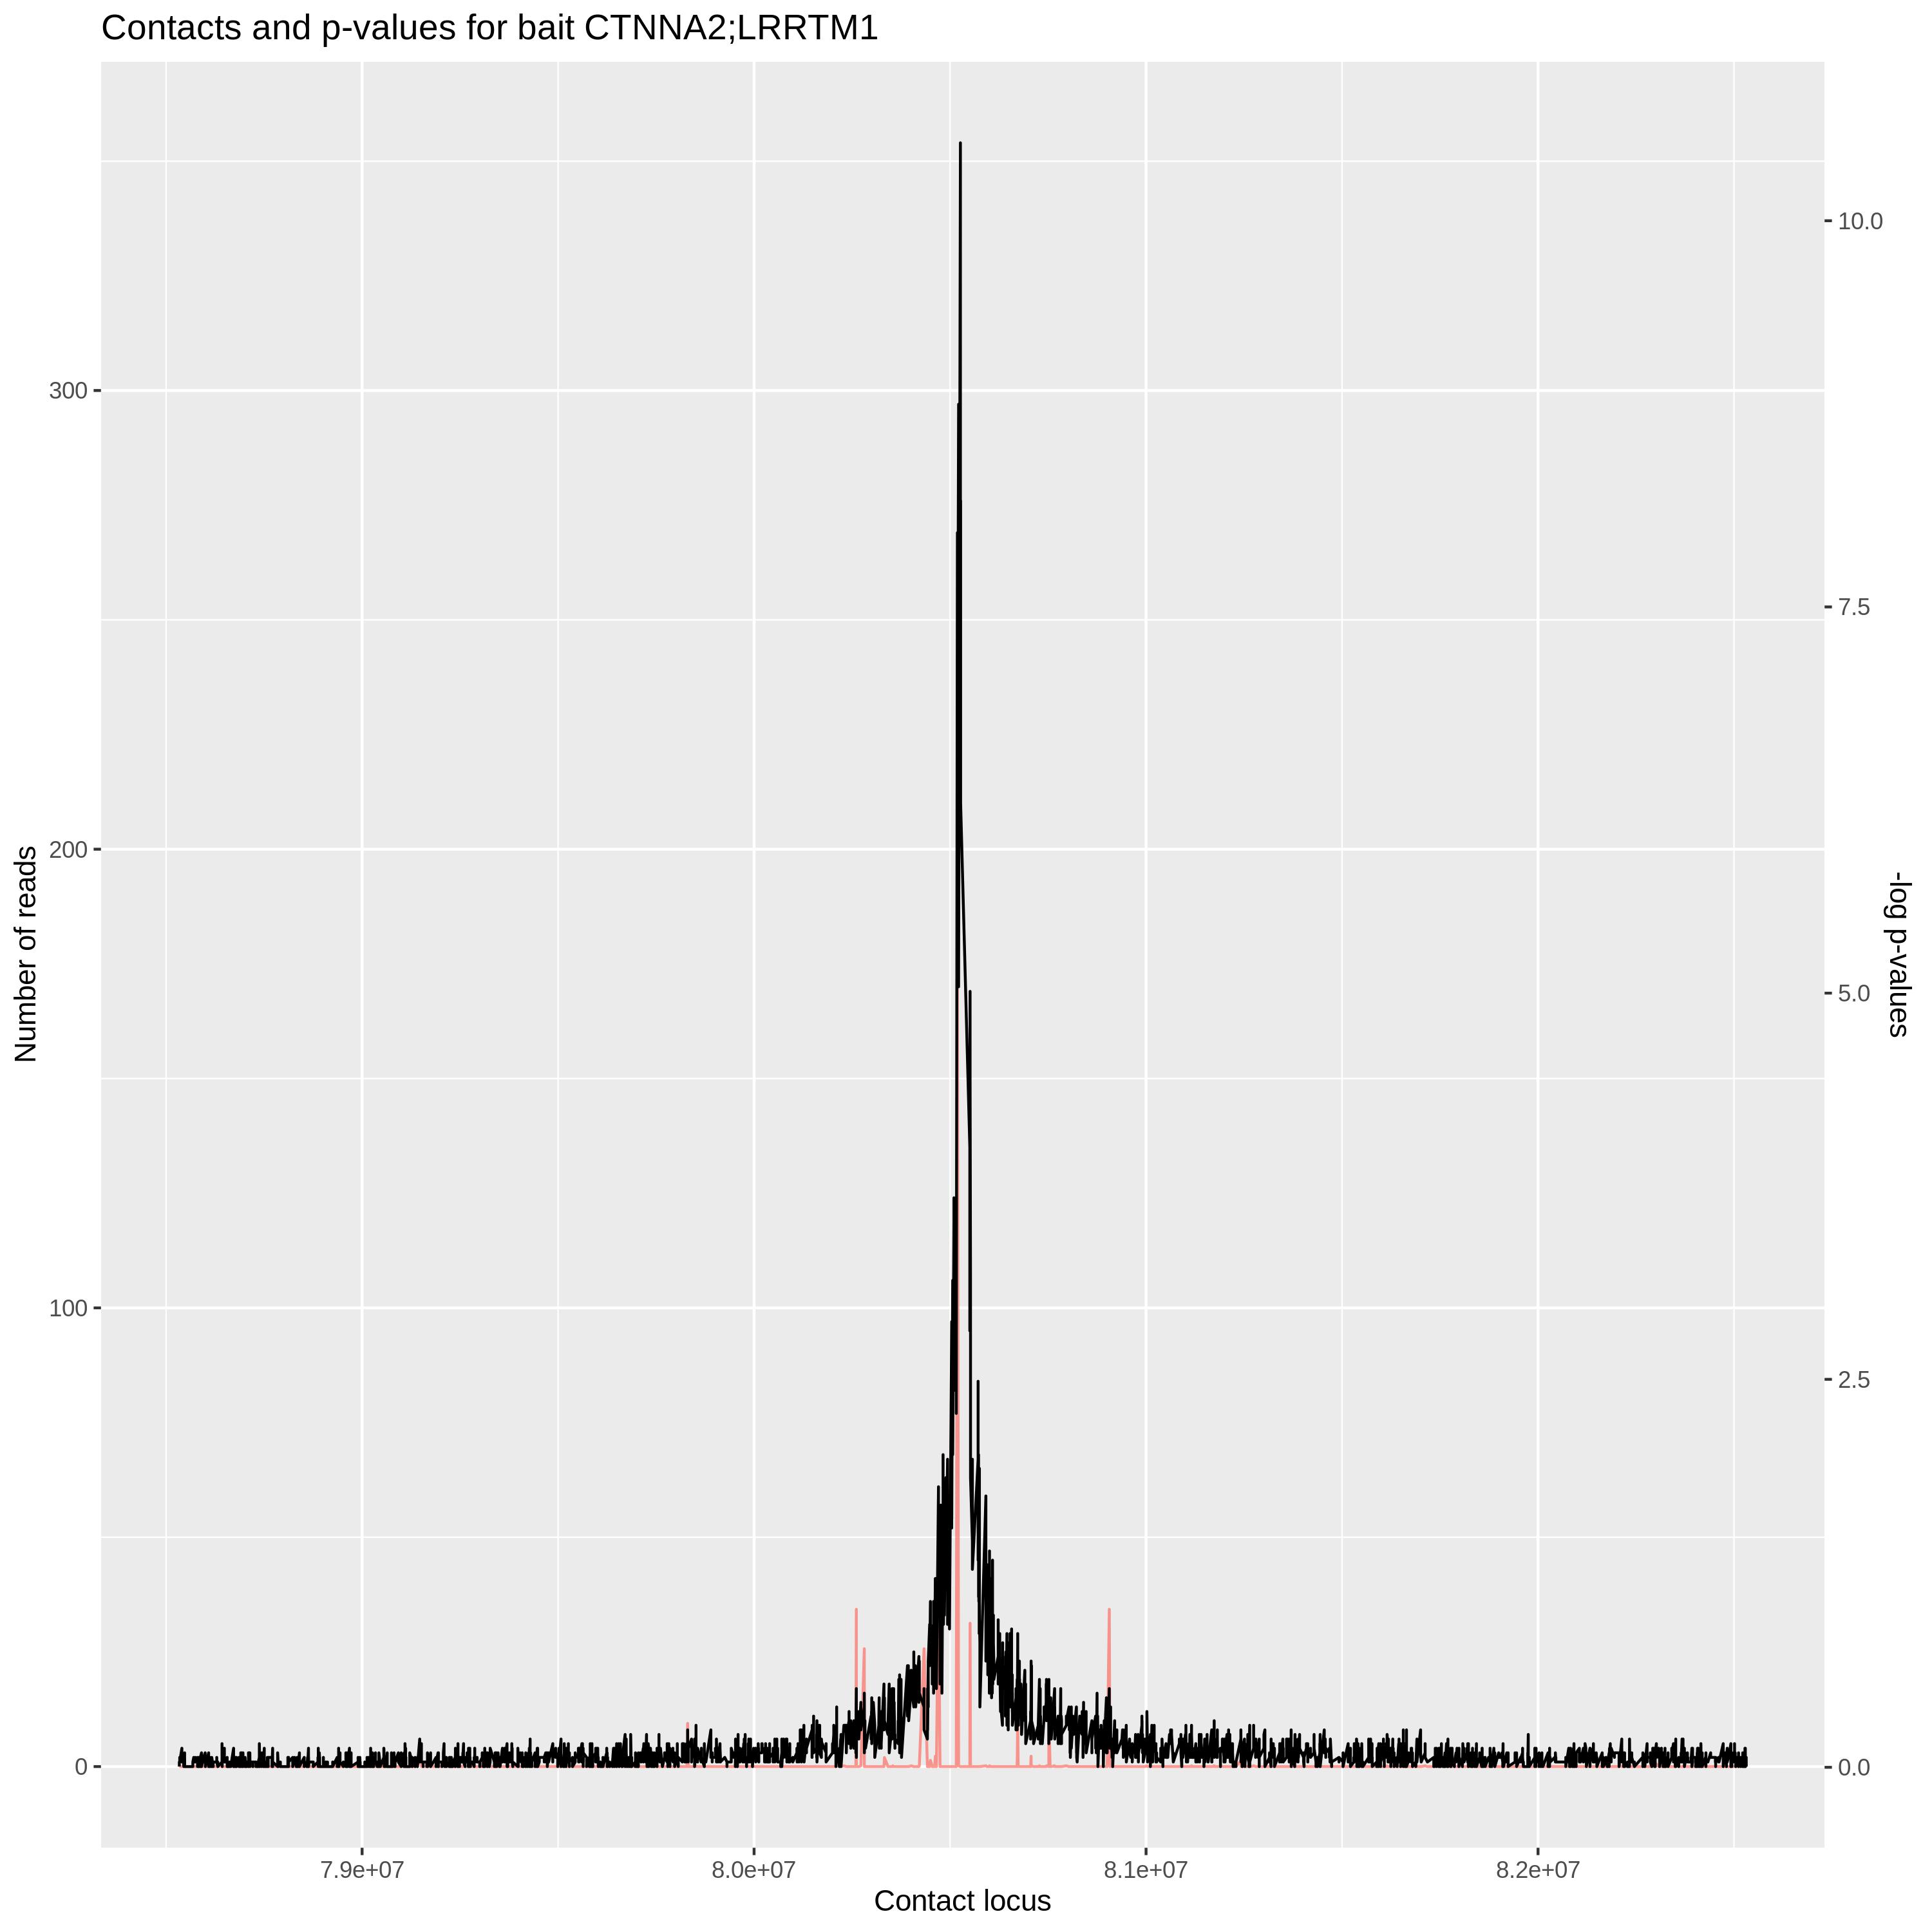 Contacts and p-values for bait CTNNA2;LRRTM1
Number of reads
300
200
100
0
10.0
7.5
5.0
2.5
0.0
-log p-values
7.9e+07
8.0e+07
8.1e+07
8.2e+07
Contact locus